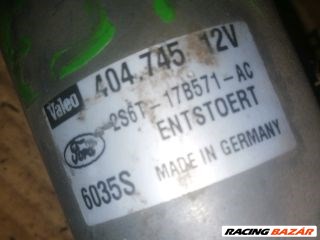 Valeo 404 745 12V
2S6T-17B571-AC
Ford ENTSTOERT
6035S MADE IN GERMANY
RACING BAZÁR